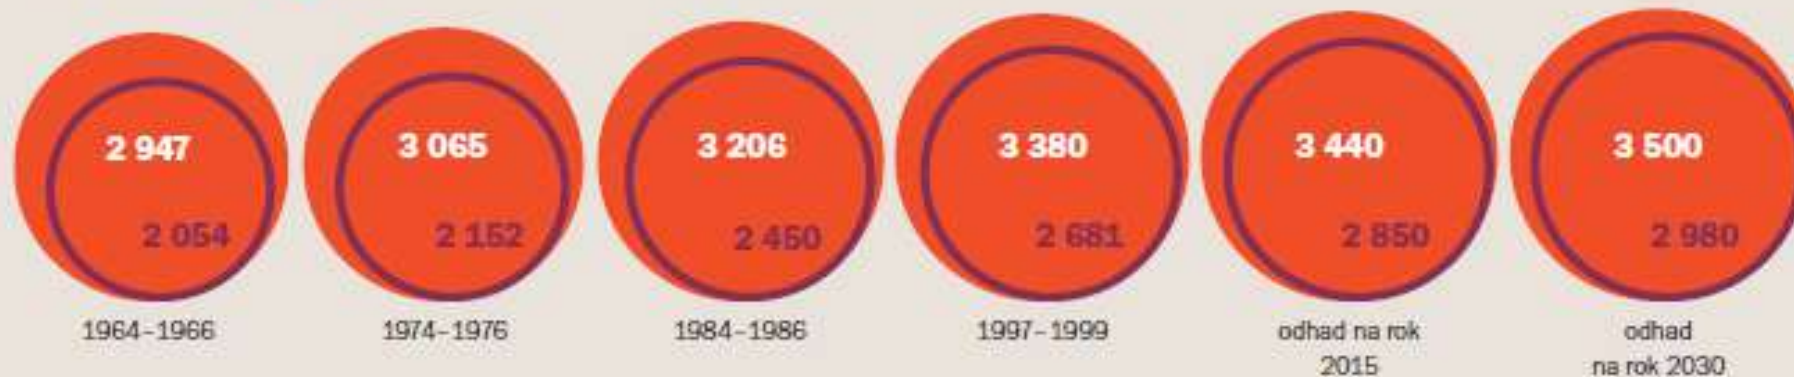 2 947 3 065 3 206 3 380 3 440 3 500
2 054 2 152 2 450 2 681 2 850 2 980
1964–1966 1974–1976 1984–1986 1997–1999 odhad na rok odhad
2015 na rok 2030